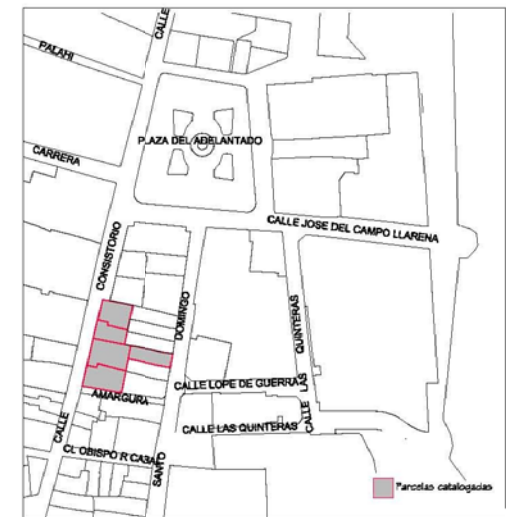 CALLE
PALAHI
PLAZA DEL ADELANTADO
CARRERA
CALLE JOSE DEL CAMPO LLARENA
CONSISTORIO
DOMINGO
QUINTERAS
CALLE LOPE DE GUERRA
LAS
AMARGURA
CALLE
CALLE LAS QUINTERAS
CALLE
CL OBISPO R CASAÑ
SANTO
Parcelas catalogadas